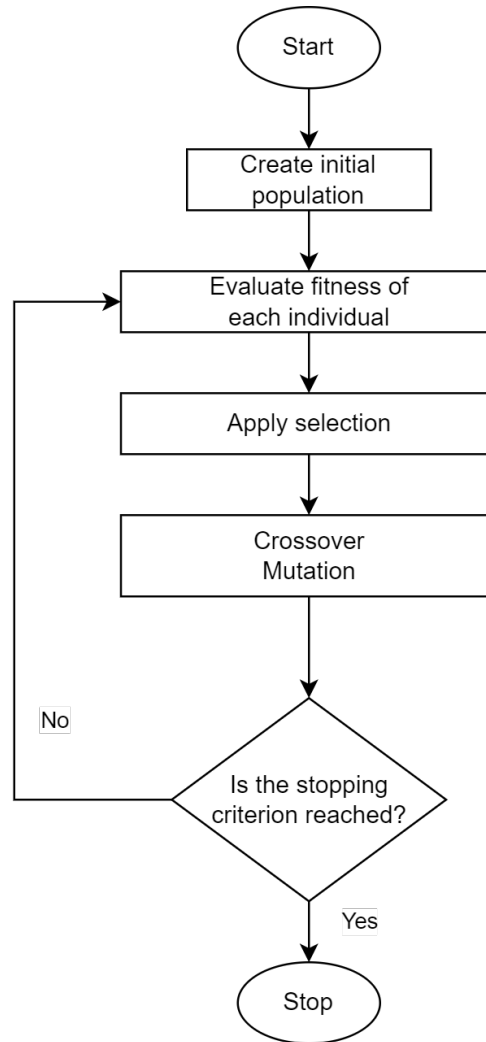 Start
Create initial
population
Evaluate fitness of
each individual
Apply selection
Crossover
Mutation
No
Is the stopping
criterion reached?
Yes
Stop